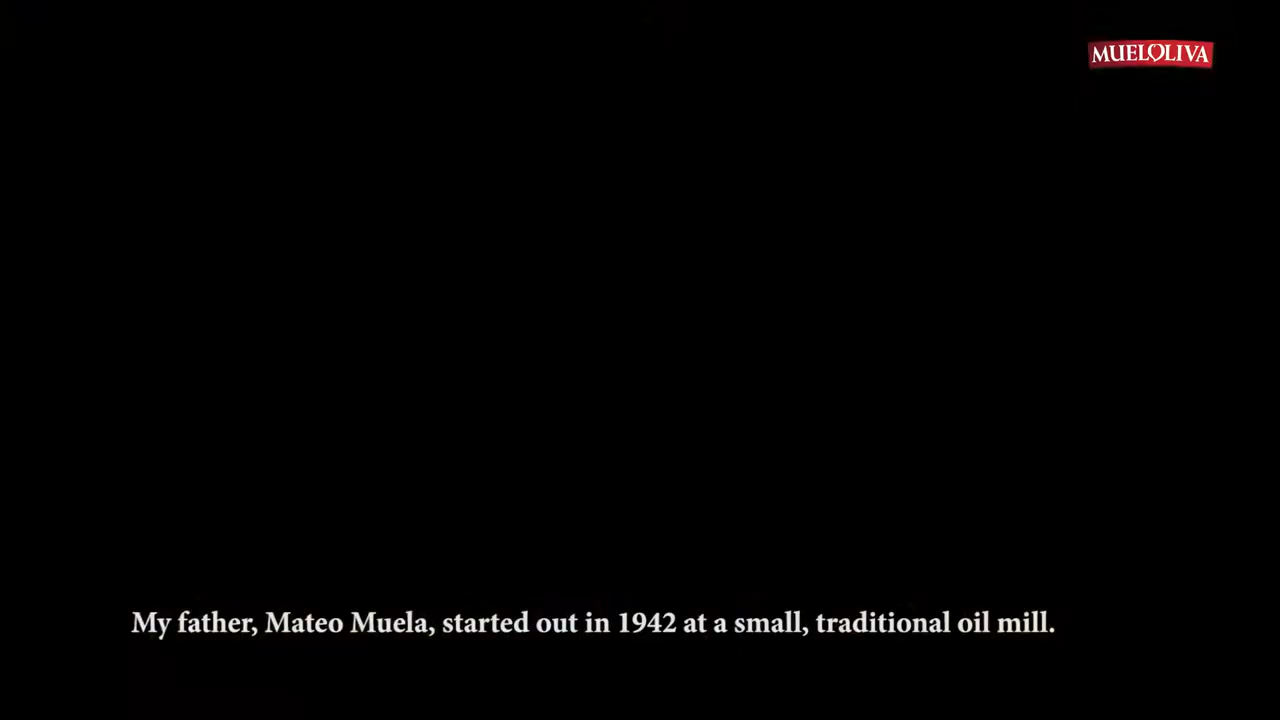 MUELOLIVA
My father, Mateo Muela, started out in 1942 at a small, traditional oil mill.